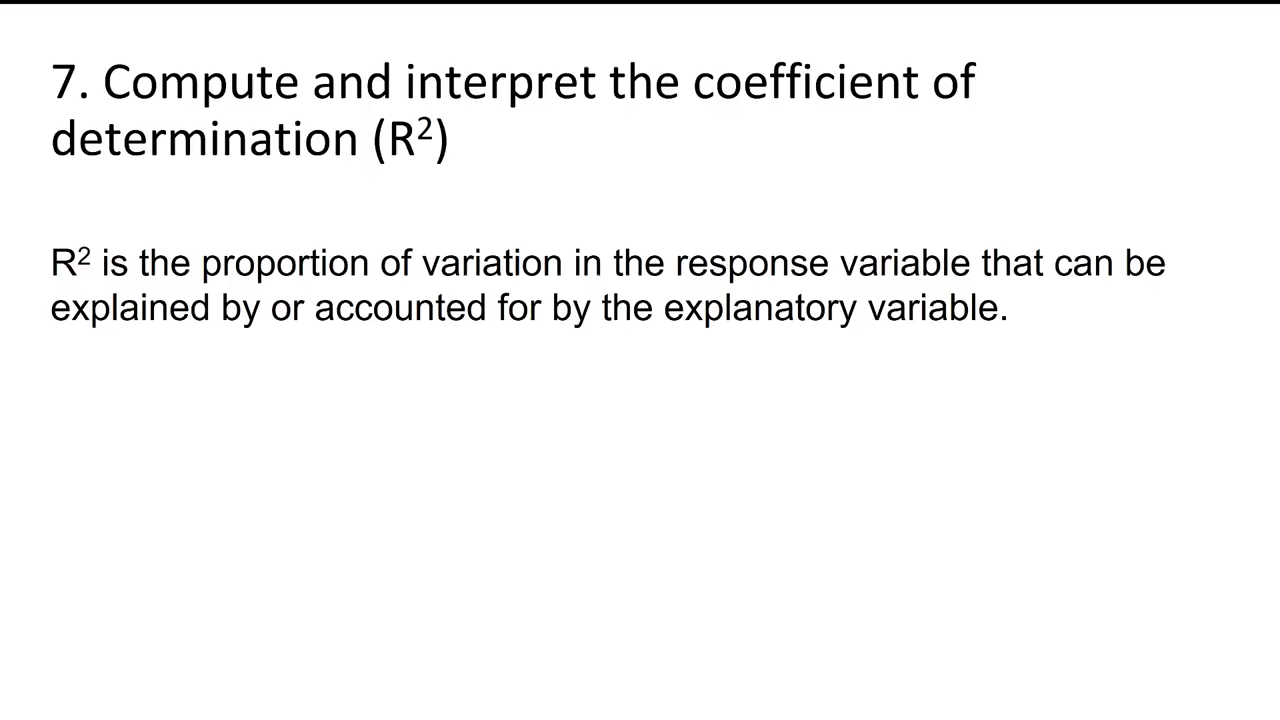 7. Compute and interpret the coefficient of
determination (R²)
R² is the proportion of variation in the response variable that can be
explained by or accounted for by the explanatory variable.